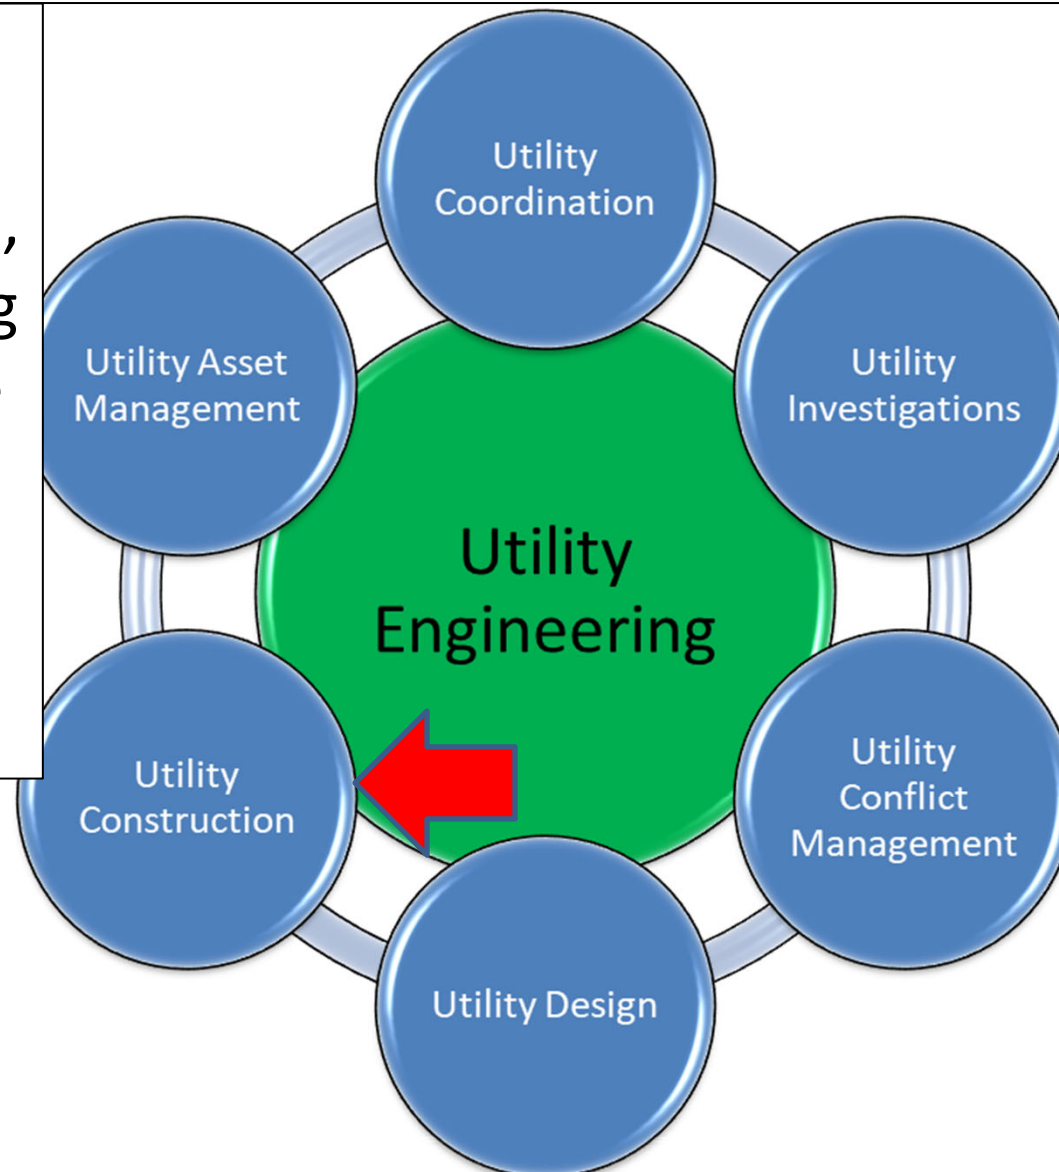 Utility
Coordination
,
g
Utility Asset
Management
Utility
Investigations
Utility
Engineering
Utility
Construction
Utility
Conflict
Management
Utility Design